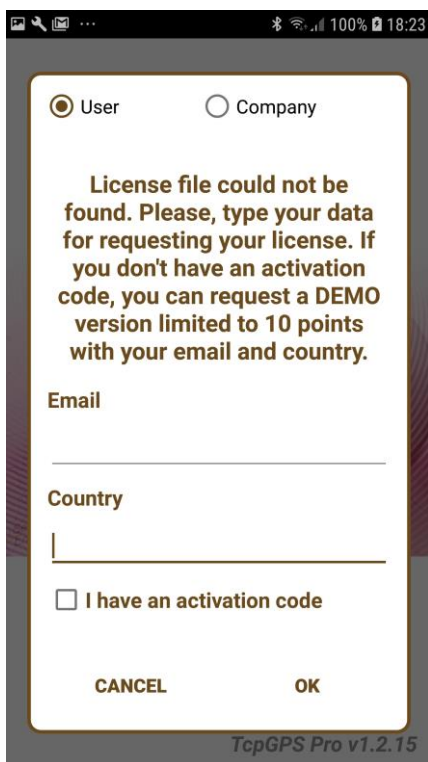 ... 100% 18:23
User Company
License file could not be
found. Please, type your data
for requesting your license. If
you don't have an activation
code, you can request a DEMO
version limited to 10 points
with your email and country.
Email
Country
I have an activation code
CANCEL OK
TcpGPS Pro v1.2.15